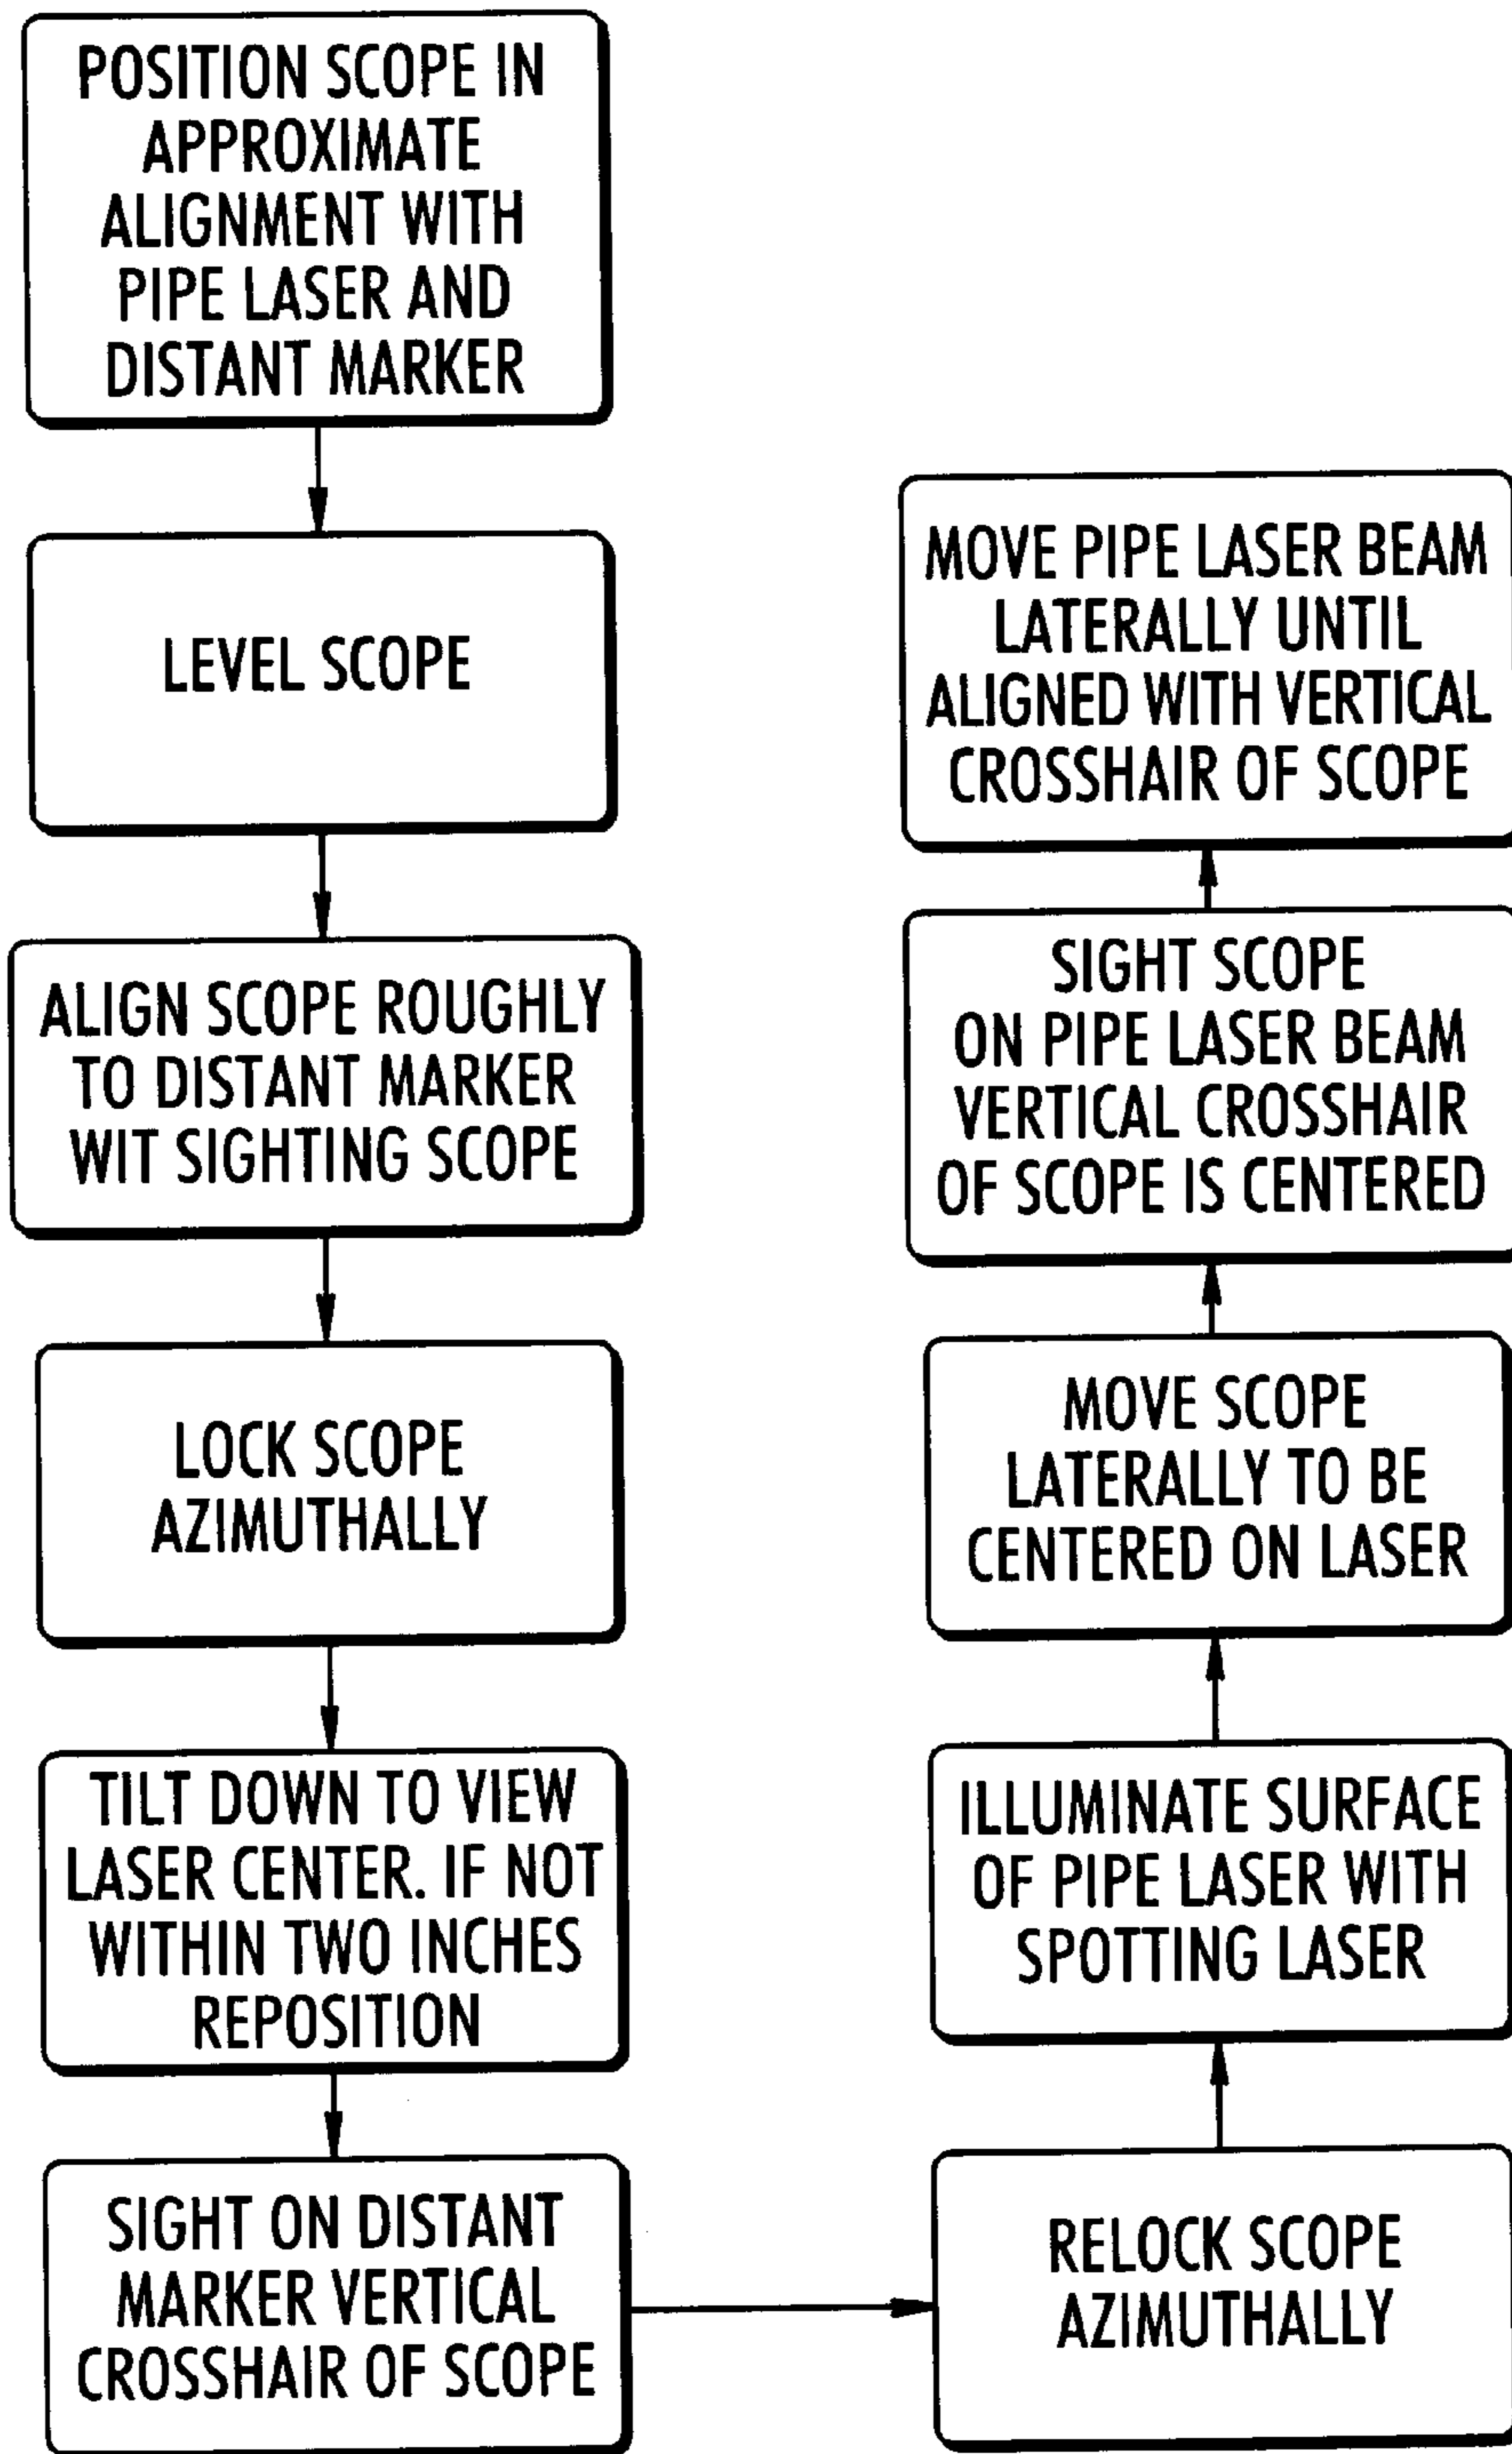 POSITION SCOPE IN
APPROXIMATE
ALIGNMENT WITH
PIPE LASER AND
DISTANT MARKER
LEVEL SCOPE
ALIGN SCOPE ROUGHLY
TO DISTANT MARKER
WIT SIGHTING SCOPE
LOCK SCOPE
AZIMUTHALLY
TILT DOWN TO VIEW
LASER CENTER. IF NOT
WITHIN TWO INCHES
REPOSITION
SIGHT ON DISTANT
MARKER VERTICAL
CROSSHAIR OF SCOPE
RELOCK SCOPE
AZIMUTHALLY
ILLUMINATE SURFACE
OF PIPE LASER WITH
SPOTTING LASER
MOVE SCOPE
LATERALLY TO BE
CENTERED ON LASER
SIGHT SCOPE
ON PIPE LASER BEAM
VERTICAL CROSSHAIR
OF SCOPE IS CENTERED
MOVE PIPE LASER BEAM
LATERALLY UNTIL
ALIGNED WITH VERTICAL
CROSSHAIR OF SCOPE